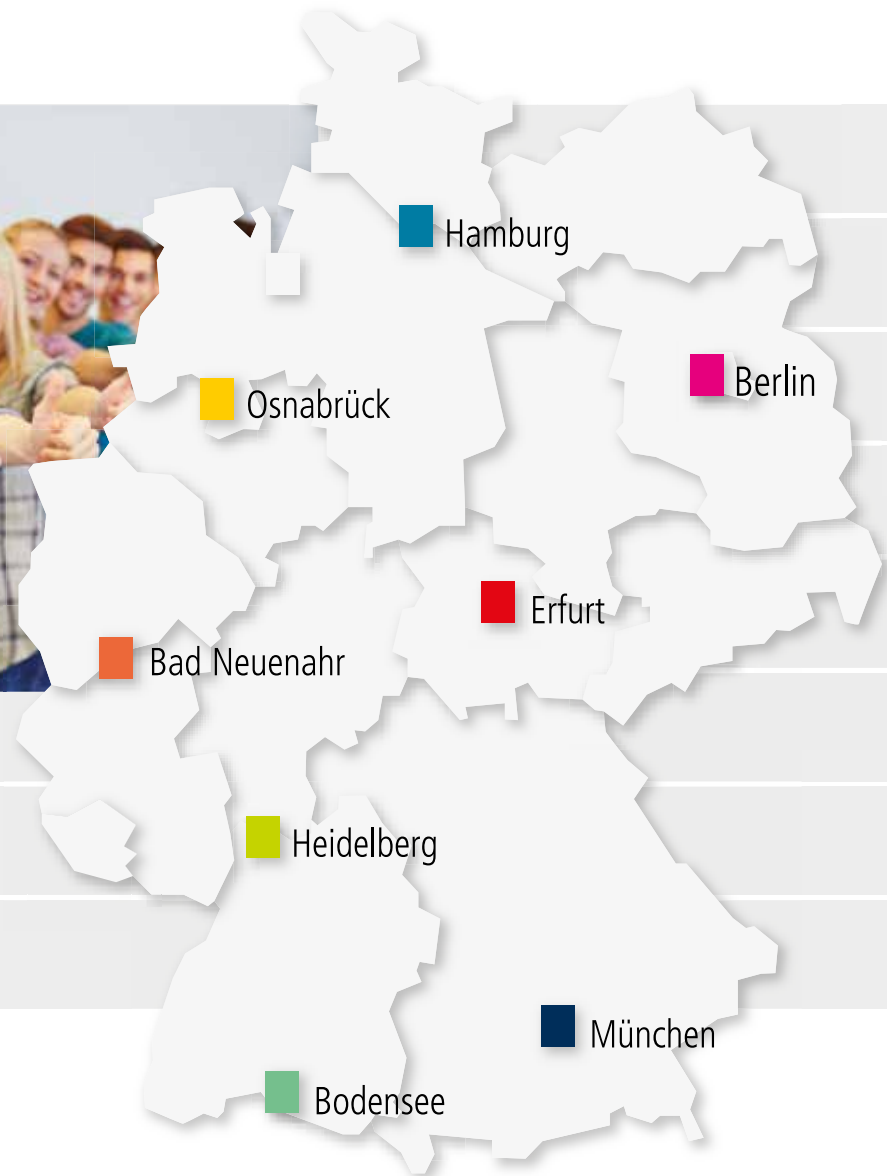 Hamburg
Berlin
Osnabrück
Erfurt
Bad Neuenahr
Heidelberg
München
Bodensee